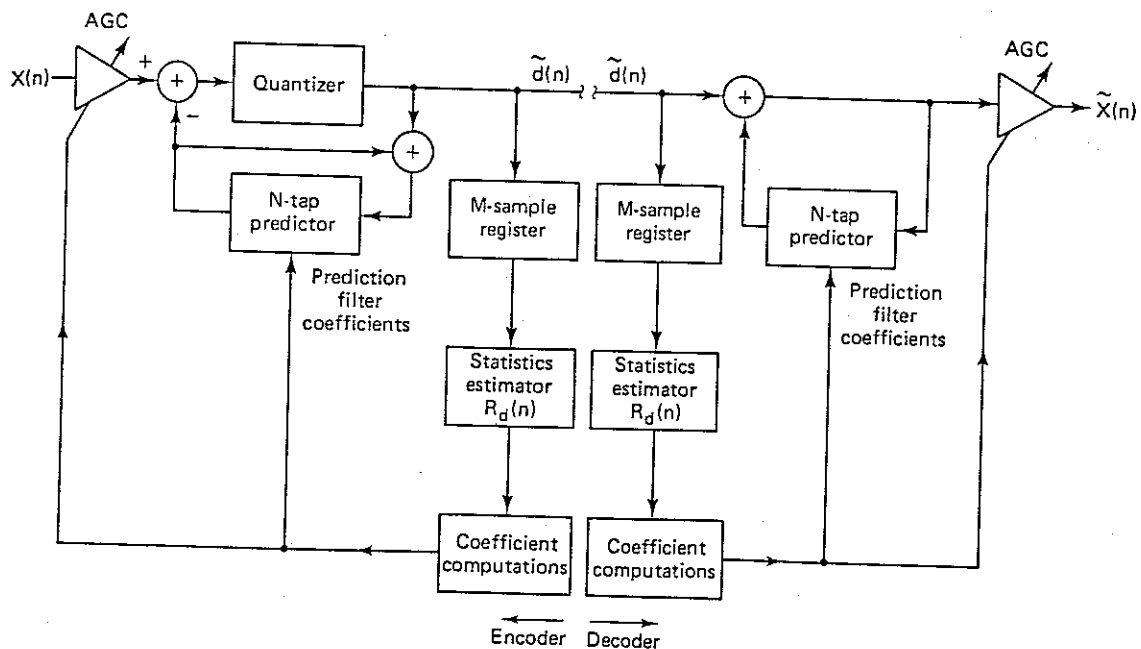 AGC
X(n)
+
+
−
Quantizer
d̃(n)
d̃(n)
+
AGC
X̃(n)
+
N-tap
predictor
M-sample
register
M-sample
register
N-tap
predictor
Prediction
filter
coefficients
Prediction
filter
coefficients
Statistics
estimator
R_d(n)
Statistics
estimator
R_d(n)
Coefficient
computations
Coefficient
computations
Encoder
Decoder